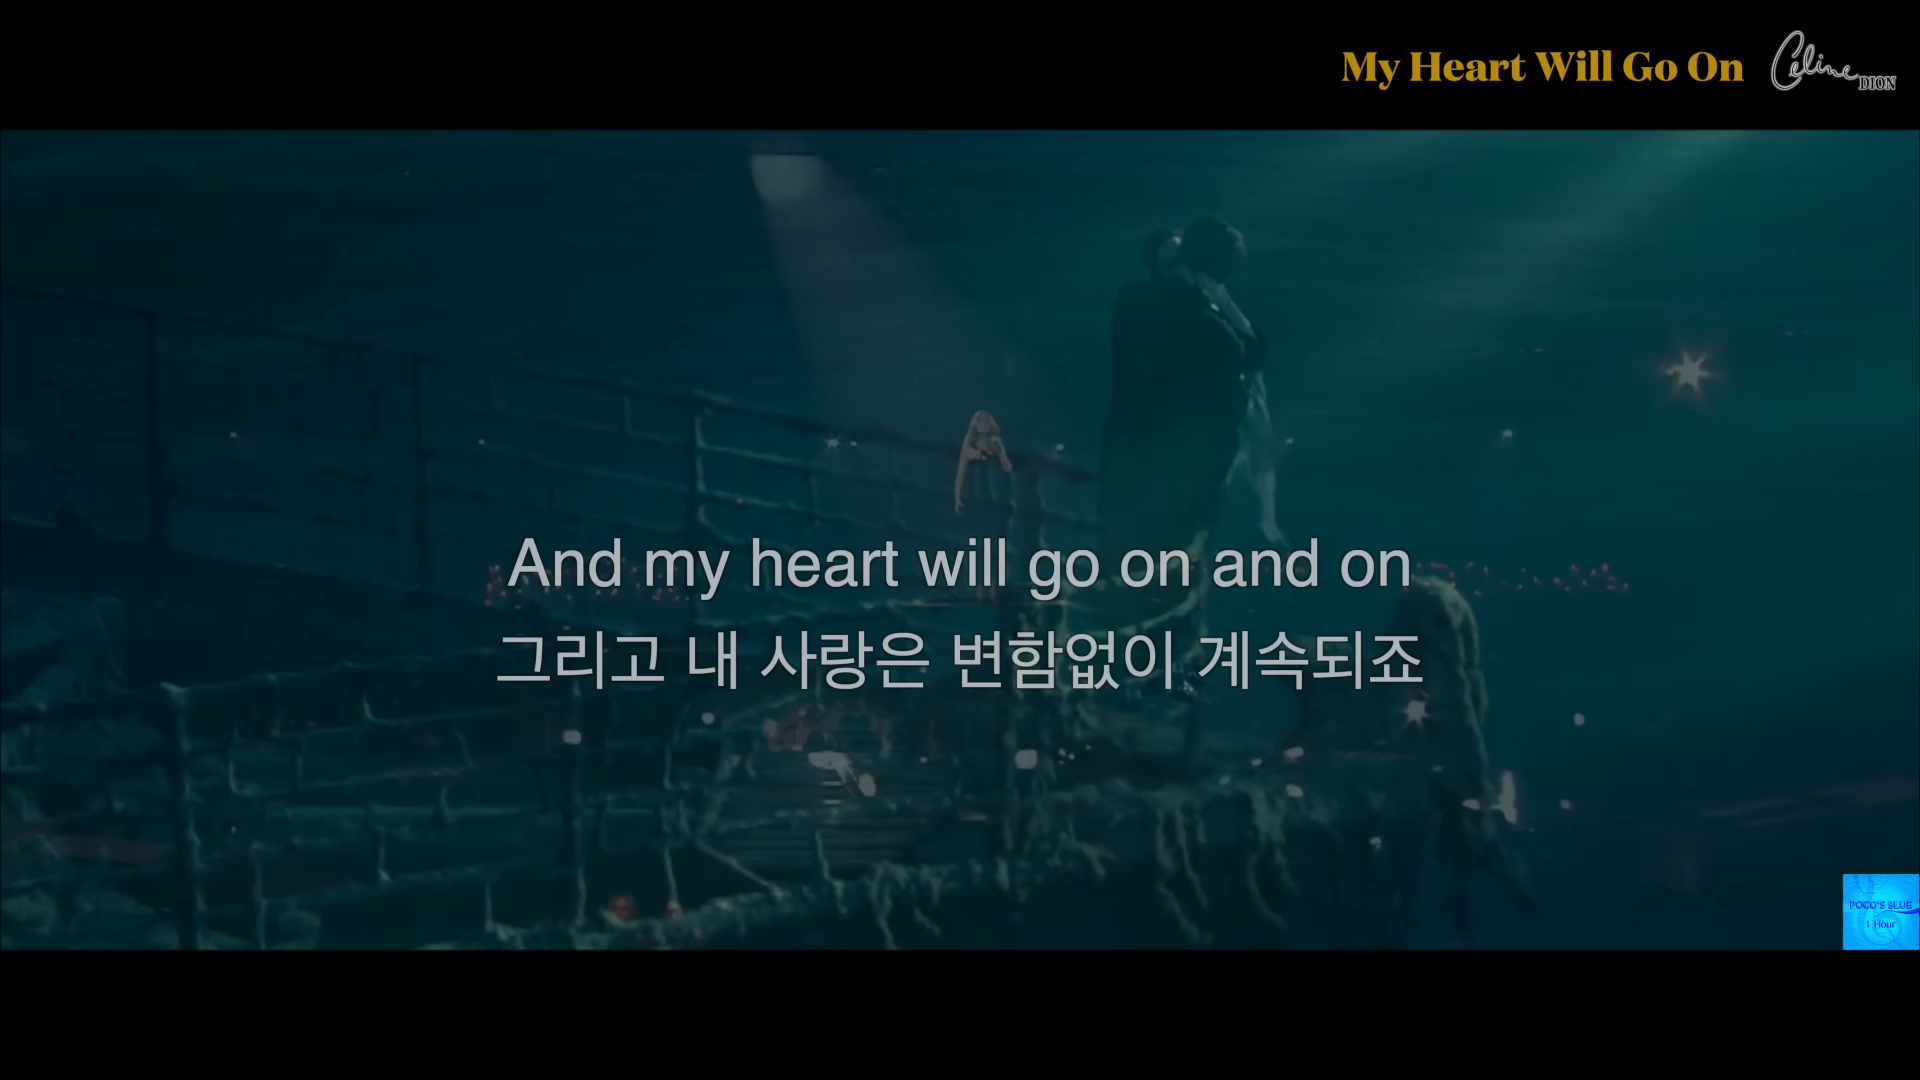 My Heart Will Go On Celine DION
And my heart will go on and on
그리고 내 사랑은 변함없이 계속되죠
POCO'S BLUE
1 Hour